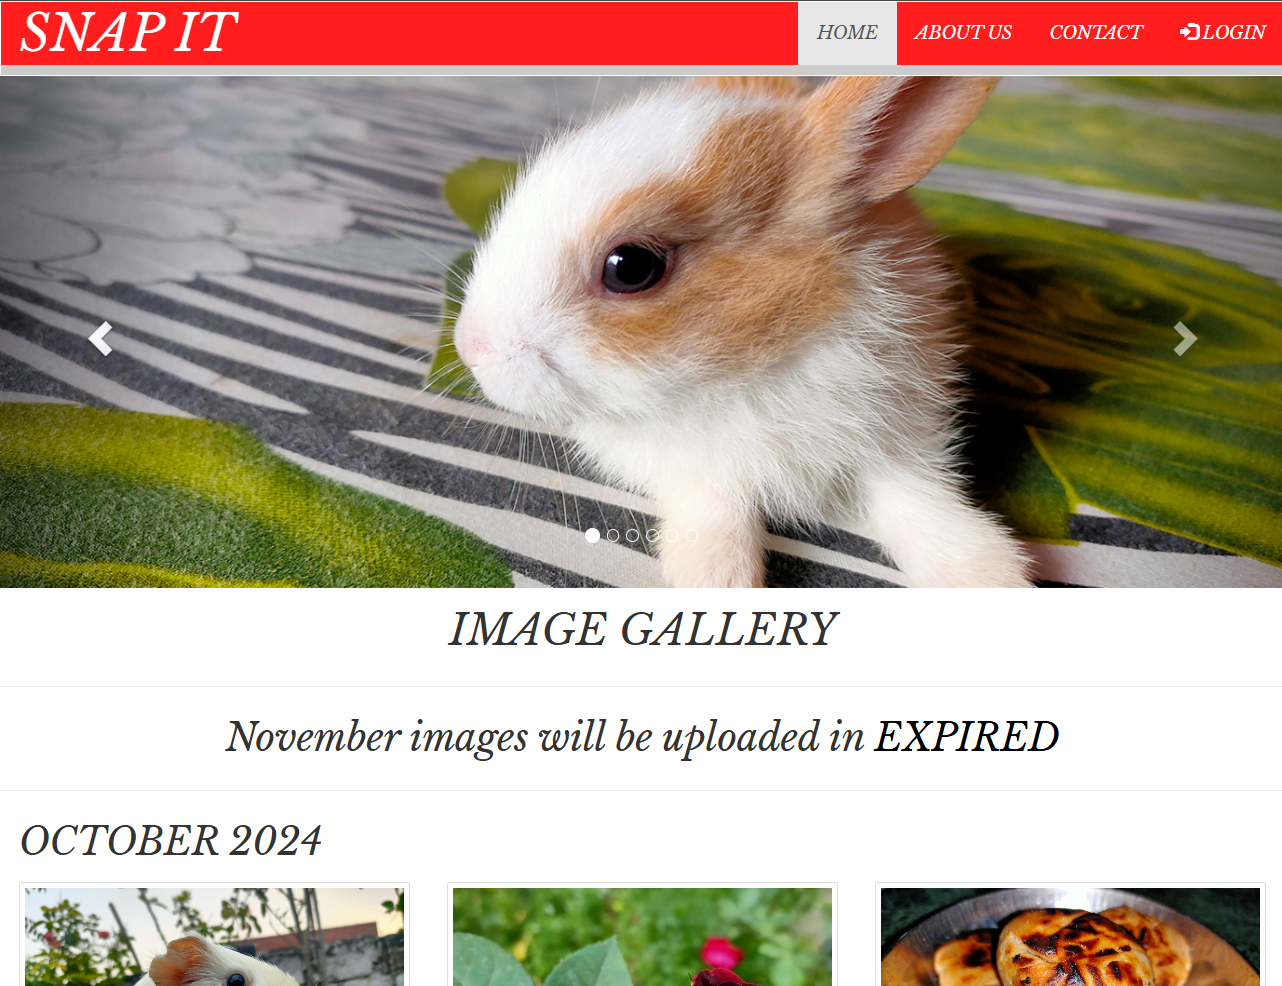 SNAP IT
HOME ABOUT US CONTACT LOGIN
IMAGE GALLERY
November images will be uploaded in EXPIRED
OCTOBER 2024